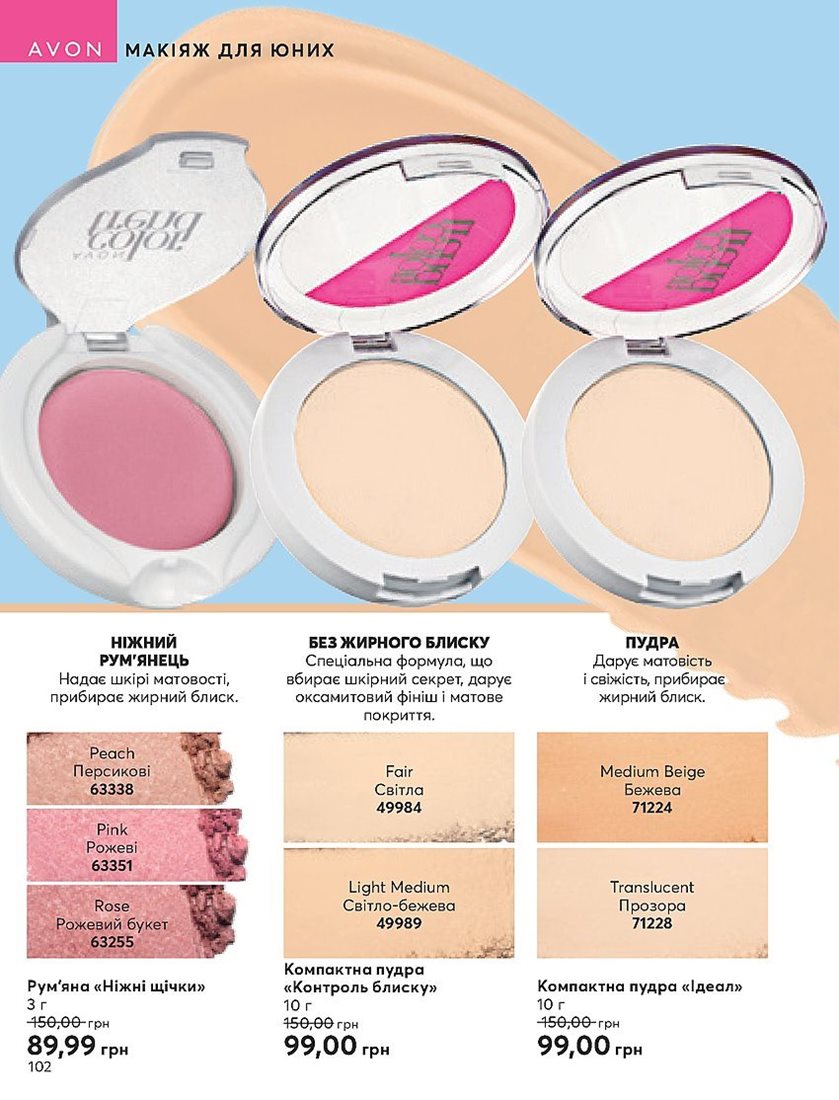 AVON
МАКІЯЖ ДЛЯ ЮНИХ
color
trend
AVON
НІЖНИЙ
РУМ'ЯНЕЦЬ
Надає шкірі матовості,
прибирає жирний блиск.
Peach
Персикові
63338
Pink
Рожеві
63351
Rose
Рожевий букет
63255
Рум'яна «Ніжні щічки»
3 г
150,00 грн
89,99 грн
102
БЕЗ ЖИРНОГО БЛИСКУ
Спеціальна формула, що
вбирає шкірний секрет, дарує
оксамитовий фініш і матове
покриття.
Fair
Світла
49984
Light Medium
Світло-бежева
49989
Компактна пудра
«Контроль блиску»
10 г
150,00 грн
99,00 грн
ПУДРА
Дарує матовість
і свіжість, прибирає
жирний блиск.
Medium Beige
Бежева
71224
Translucent
Прозора
71228
Компактна пудра «Ідеал»
10 г
150,00 грн
99,00 грн